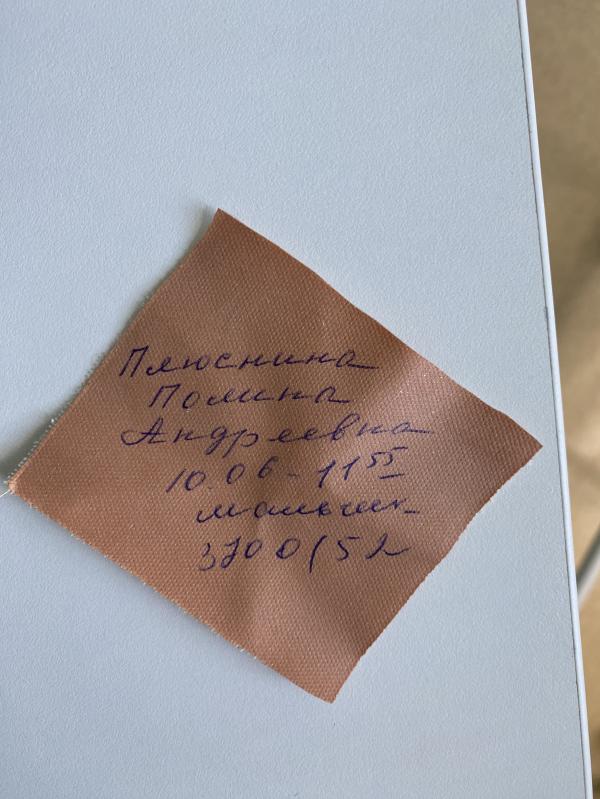 Плюснина
Полина
Андреевна
10.06-11⁵⁵
мальчик
3700/52